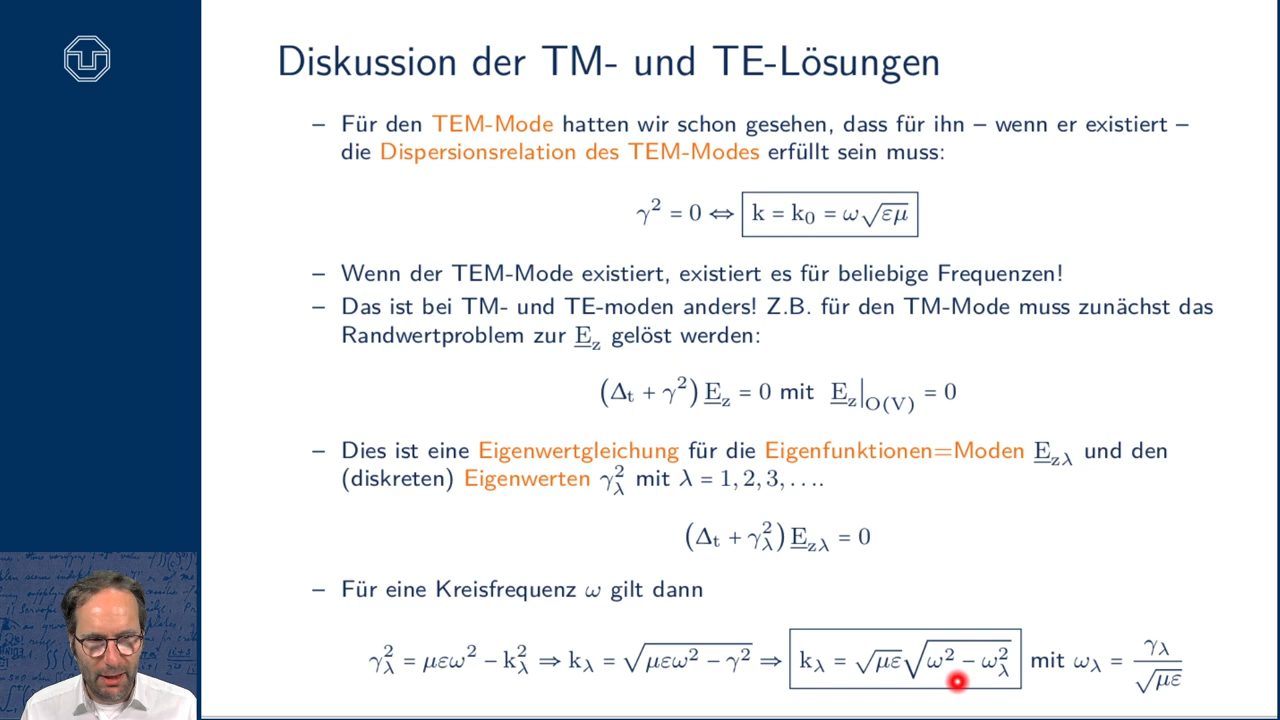 Diskussion der TM- und TE-Lösungen
– Für den TEM-Mode hatten wir schon gesehen, dass für ihn – wenn er existiert –
die Dispersionsrelation des TEM-Modes erfüllt sein muss:
γ² = 0 ⇔ k = k₀ = ω√εμ
– Wenn der TEM-Mode existiert, existiert es für beliebige Frequenzen!
– Das ist bei TM- und TE-moden anders! Z.B. für den TM-Mode muss zunächst das
Randwertproblem zur E_z gelöst werden:
(Δ_t + γ²) E_z = 0 mit E_z|_O(V) = 0
– Dies ist eine Eigenwertgleichung für die Eigenfunktionen=Moden E_zλ und den
(diskreten) Eigenwerten γ_λ² mit λ = 1, 2, 3, . . ..
(Δ_t + γ_λ²) E_zλ = 0
– Für eine Kreisfrequenz ω gilt dann
γ_λ² = μεω² − k_λ² ⇒ k_λ = √(μεω² − γ²) ⇒ k_λ = √με √(ω² − ω_λ²) mit ω_λ = γ_λ / √με